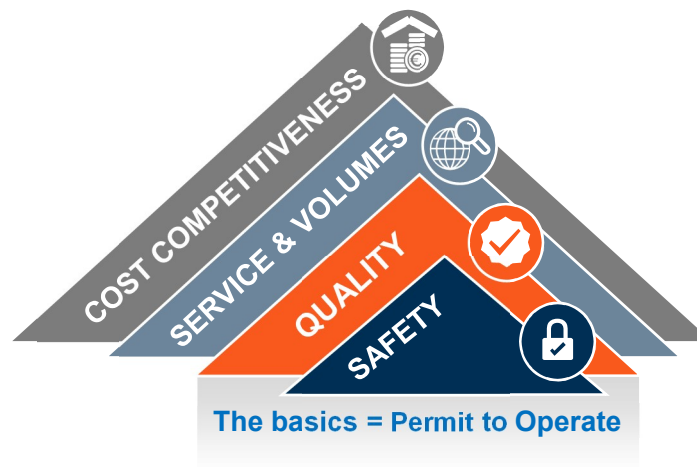 COST COMPETITIVENESS
SERVICE & VOLUMES
QUALITY
SAFETY
€
The basics = Permit to Operate